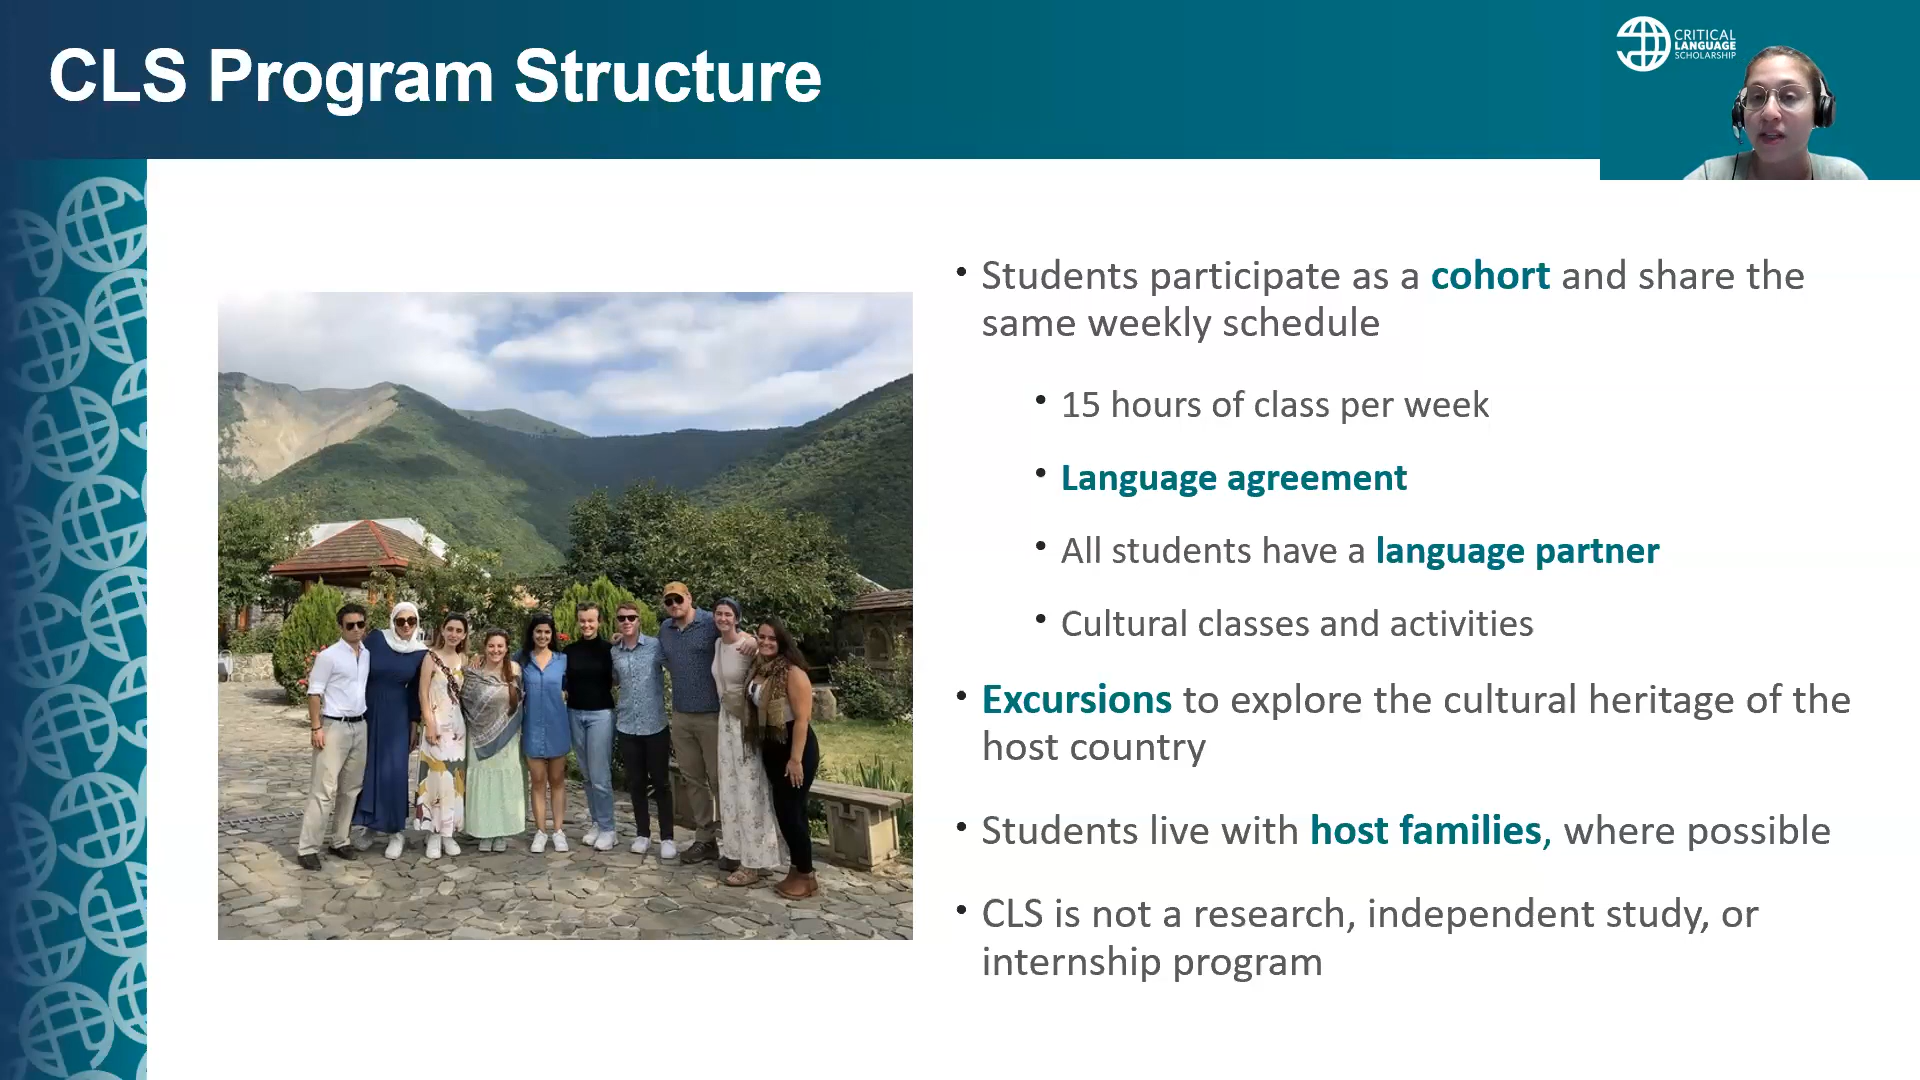 CLS Program Structure
CRITICAL
LANGUAGE
SCHOLARSHIP
• Students participate as a cohort and share the
same weekly schedule
• 15 hours of class per week
• Language agreement
• All students have a language partner
• Cultural classes and activities
• Excursions to explore the cultural heritage of the
host country
• Students live with host families, where possible
• CLS is not a research, independent study, or
internship program